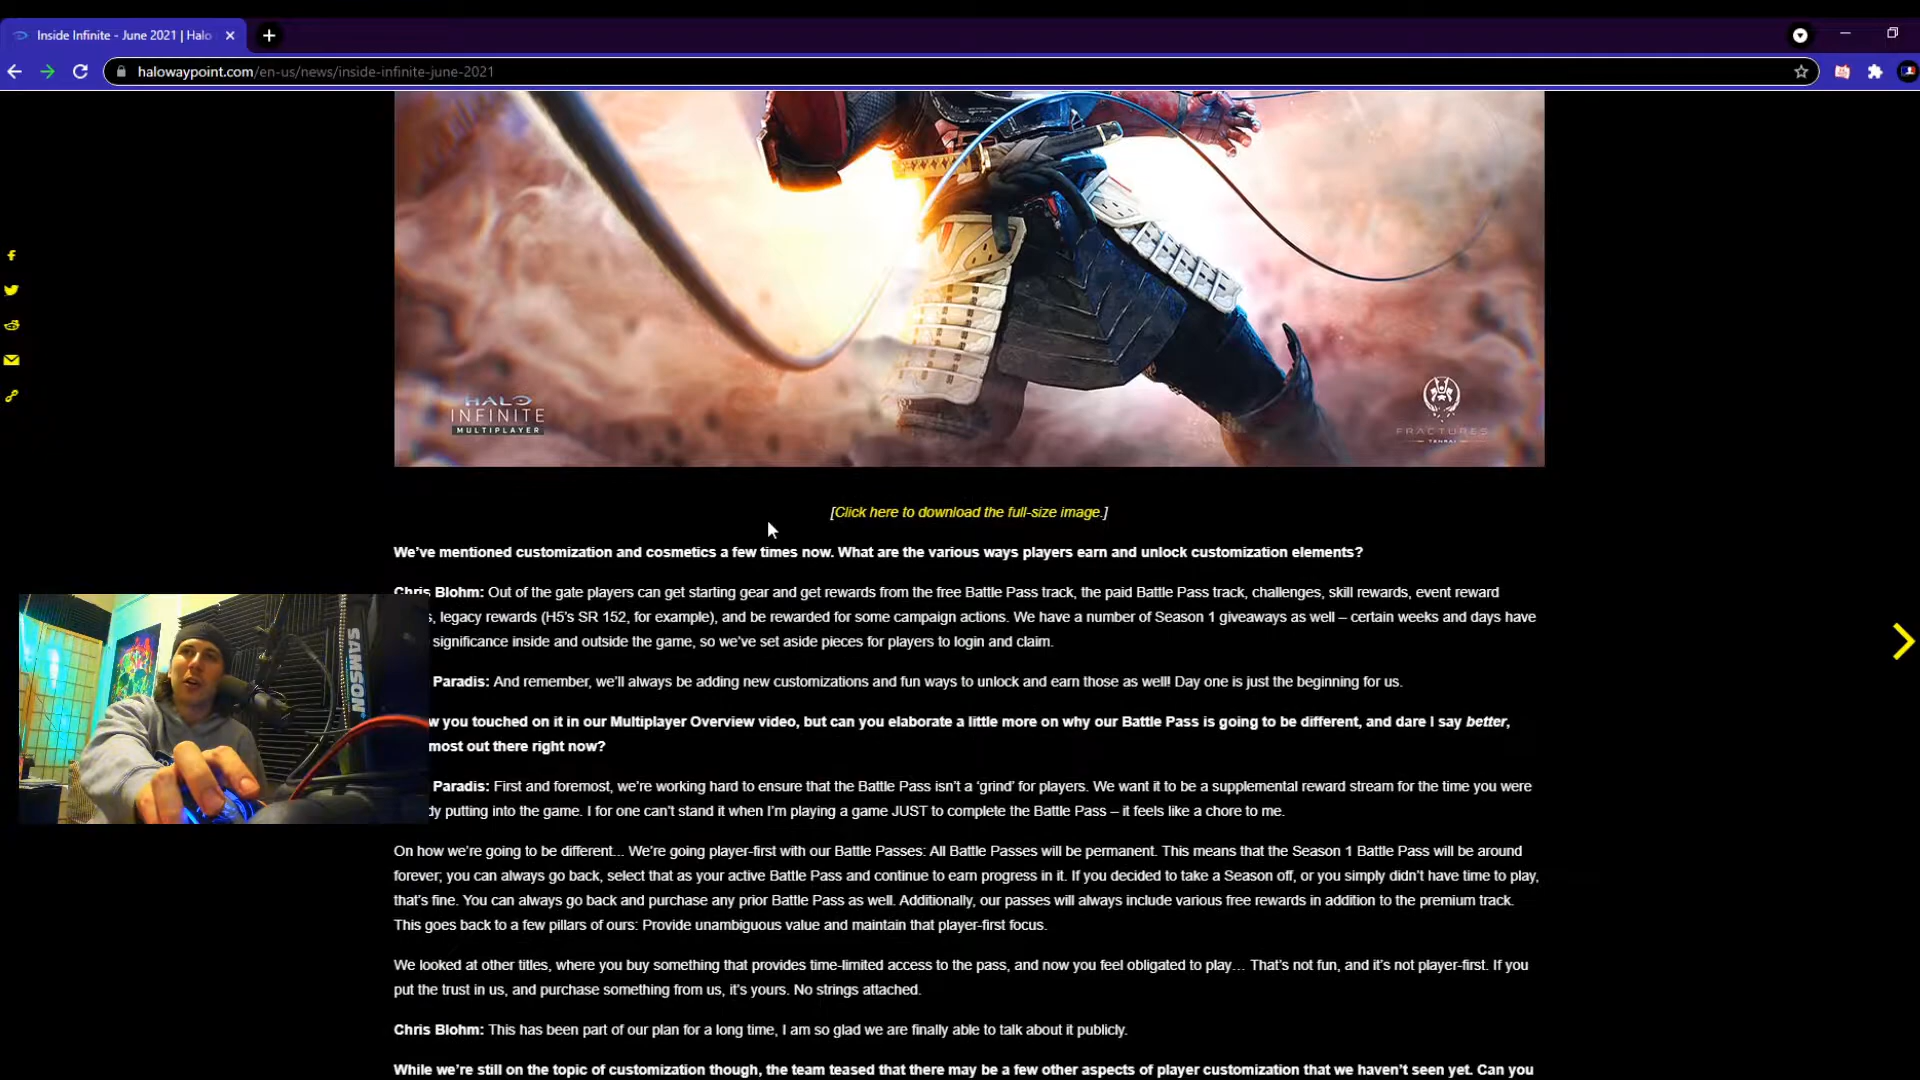 Inside Infinite - June 2021 | Halo
halowaypoint.com/en-us/news/inside-infinite-june-2021
HALO
INFINITE
MULTIPLAYER
FRACTURES
TENRAI
[Click here to download the full-size image.]
We've mentioned customization and cosmetics a few times now. What are the various ways players earn and unlock customization elements?
Chris Blohm: Out of the gate players can get starting gear and get rewards from the free Battle Pass track, the paid Battle Pass track, challenges, skill rewards, event reward
, legacy rewards (H5's SR 152, for example), and be rewarded for some campaign actions. We have a number of Season 1 giveaways as well – certain weeks and days have
significance inside and outside the game, so we've set aside pieces for players to login and claim.
Paradis: And remember, we'll always be adding new customizations and fun ways to unlock and earn those as well! Day one is just the beginning for us.
you touched on it in our Multiplayer Overview video, but can you elaborate a little more on why our Battle Pass is going to be different, and dare I say better,
most out there right now?
Paradis: First and foremost, we're working hard to ensure that the Battle Pass isn't a 'grind' for players. We want it to be a supplemental reward stream for the time you were
putting into the game. I for one can't stand it when I'm playing a game JUST to complete the Battle Pass – it feels like a chore to me.
On how we're going to be different... We're going player-first with our Battle Passes: All Battle Passes will be permanent. This means that the Season 1 Battle Pass will be around
forever; you can always go back, select that as your active Battle Pass and continue to earn progress in it. If you decided to take a Season off, or you simply didn't have time to play,
that's fine. You can always go back and purchase any prior Battle Pass as well. Additionally, our passes will always include various free rewards in addition to the premium track.
This goes back to a few pillars of ours: Provide unambiguous value and maintain that player-first focus.
We looked at other titles, where you buy something that provides time-limited access to the pass, and now you feel obligated to play… That's not fun, and it's not player-first. If you
put the trust in us, and purchase something from us, it's yours. No strings attached.
Chris Blohm: This has been part of our plan for a long time, I am so glad we are finally able to talk about it publicly.
While we're still on the topic of customization though, the team teased that there may be a few other aspects of player customization that we haven't seen yet. Can you
SAMSON